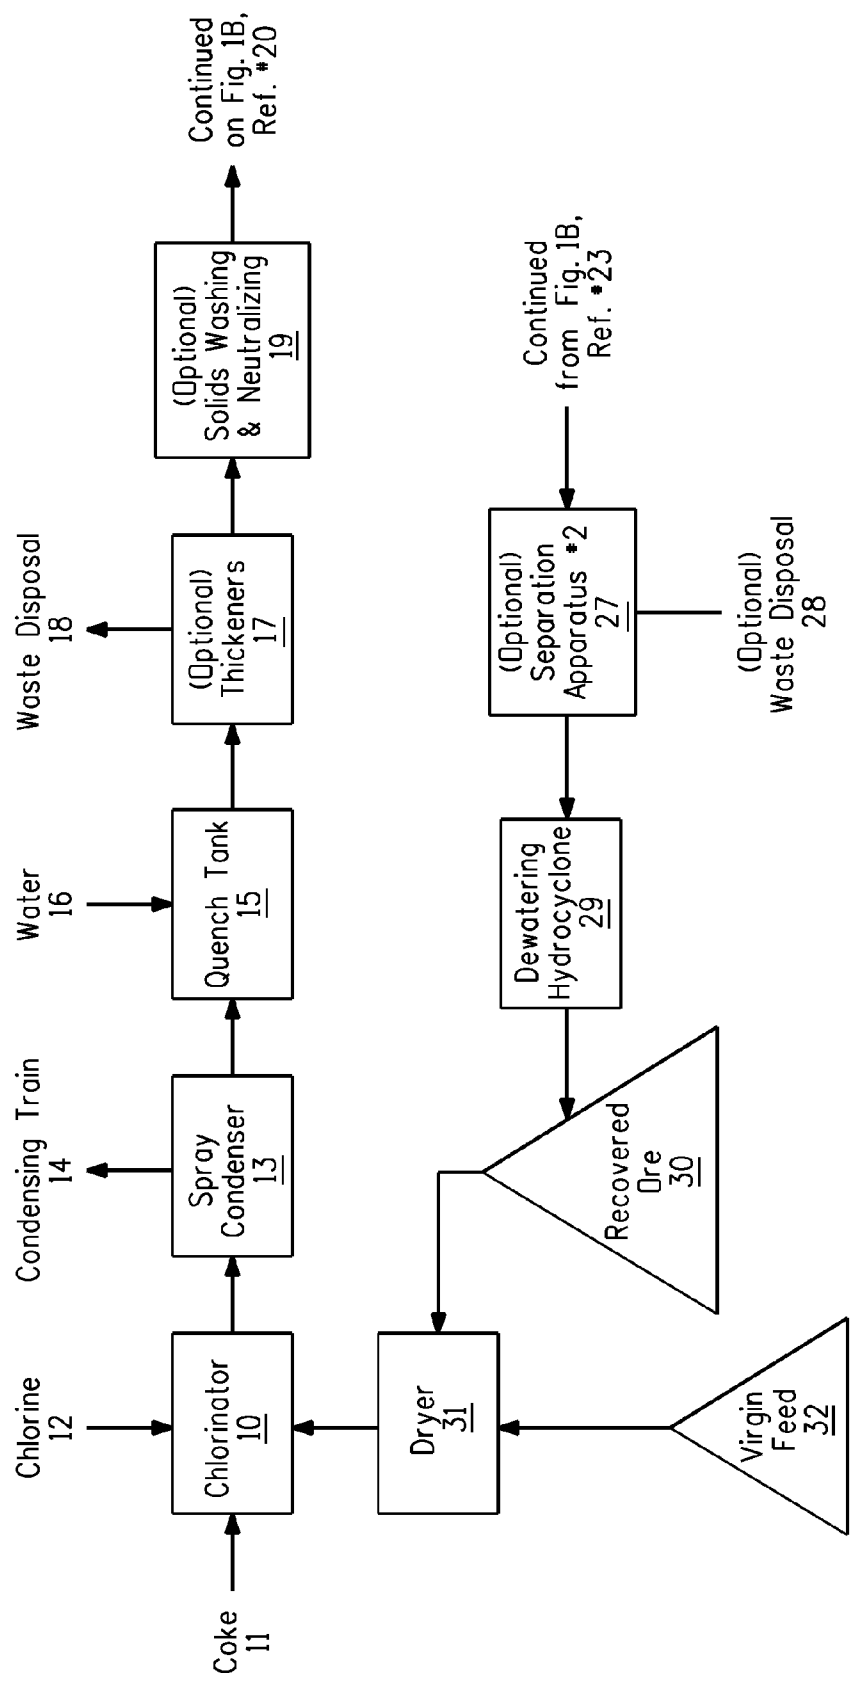 Chlorine
12
Condensing Train
14
Water
16
Waste Disposal
18
Coke
11
Chlorinator
10
Spray
Condenser
13
Quench Tank
15
(Optional)
Thickeners
17
(Optional)
Solids Washing
& Neutralizing
19
Continued
on Fig. 1B,
Ref. #20
Dryer
31
Recovered
Ore
30
Dewatering
Hydrocyclone
29
(Optional)
Separation
Apparatus #2
27
Continued
from Fig. 1B,
Ref. #23
Virgin
Feed
32
(Optional)
Waste Disposal
28